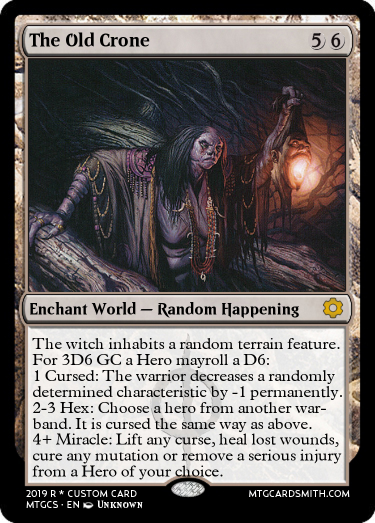 The Old Crone
5 6
Enchant World — Random Happening
The witch inhabits a random terrain feature.
For 3D6 GC a Hero mayroll a D6:
1 Cursed: The warrior decreases a randomly
determined characteristic by -1 permanently.
2-3 Hex: Choose a hero from another war-
band. It is cursed the same way as above.
4+ Miracle: Lift any curse, heal lost wounds,
cure any mutation or remove a serious injury
from a Hero of your choice.
2019 R * CUSTOM CARD
MTGCARDSMITH.COM
MTGCS · EN Unknown